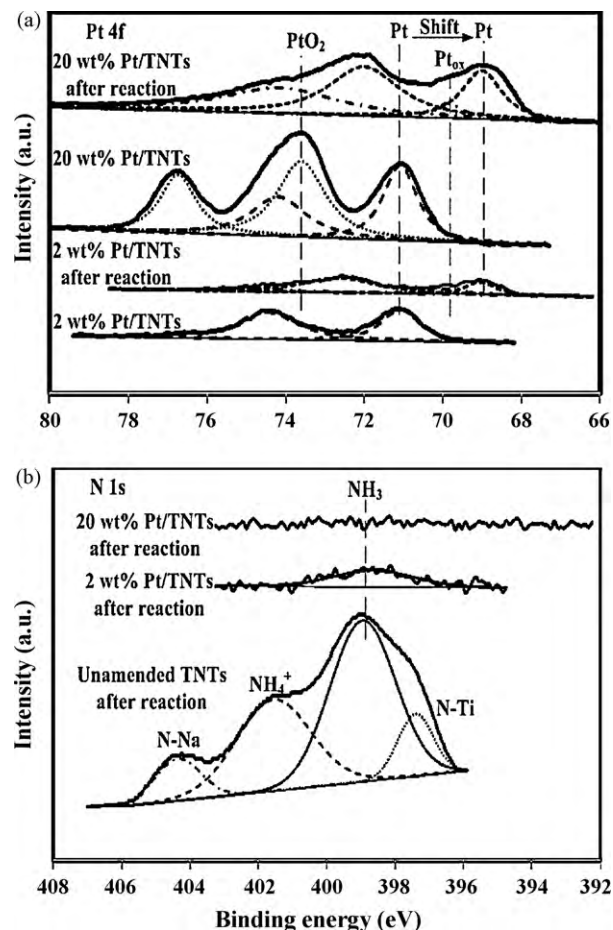 (a)
Pt 4f
PtO2
Pt Shift Pt
Ptox
20 wt% Pt/TNTs
after reaction
20 wt% Pt/TNTs
2 wt% Pt/TNTs
after reaction
2 wt% Pt/TNTs
Intensity (a.u.)
80 78 76 74 72 70 68 66
(b)
N 1s
NH3
20 wt% Pt/TNTs
after reaction
2 wt% Pt/TNTs
after reaction
Unamended TNTs
after reaction
NH4+
N-Na
N-Ti
Intensity (a.u.)
408 406 404 402 400 398 396 394 392
Binding energy (eV)